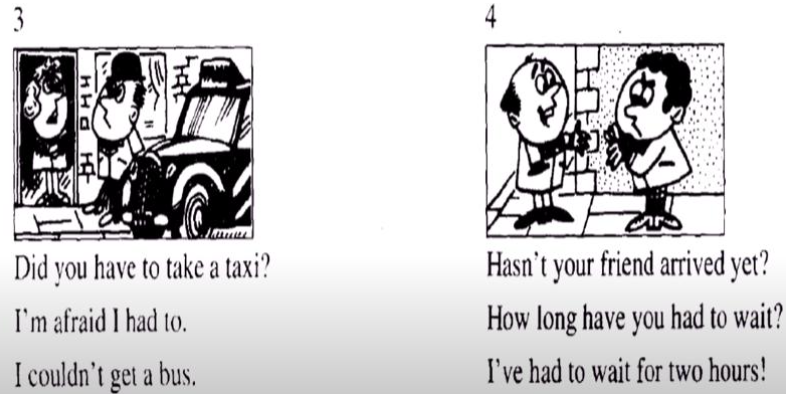 3
Did you have to take a taxi?
I'm afraid I had to.
I couldn't get a bus.
4
Hasn't your friend arrived yet?
How long have you had to wait?
I've had to wait for two hours!